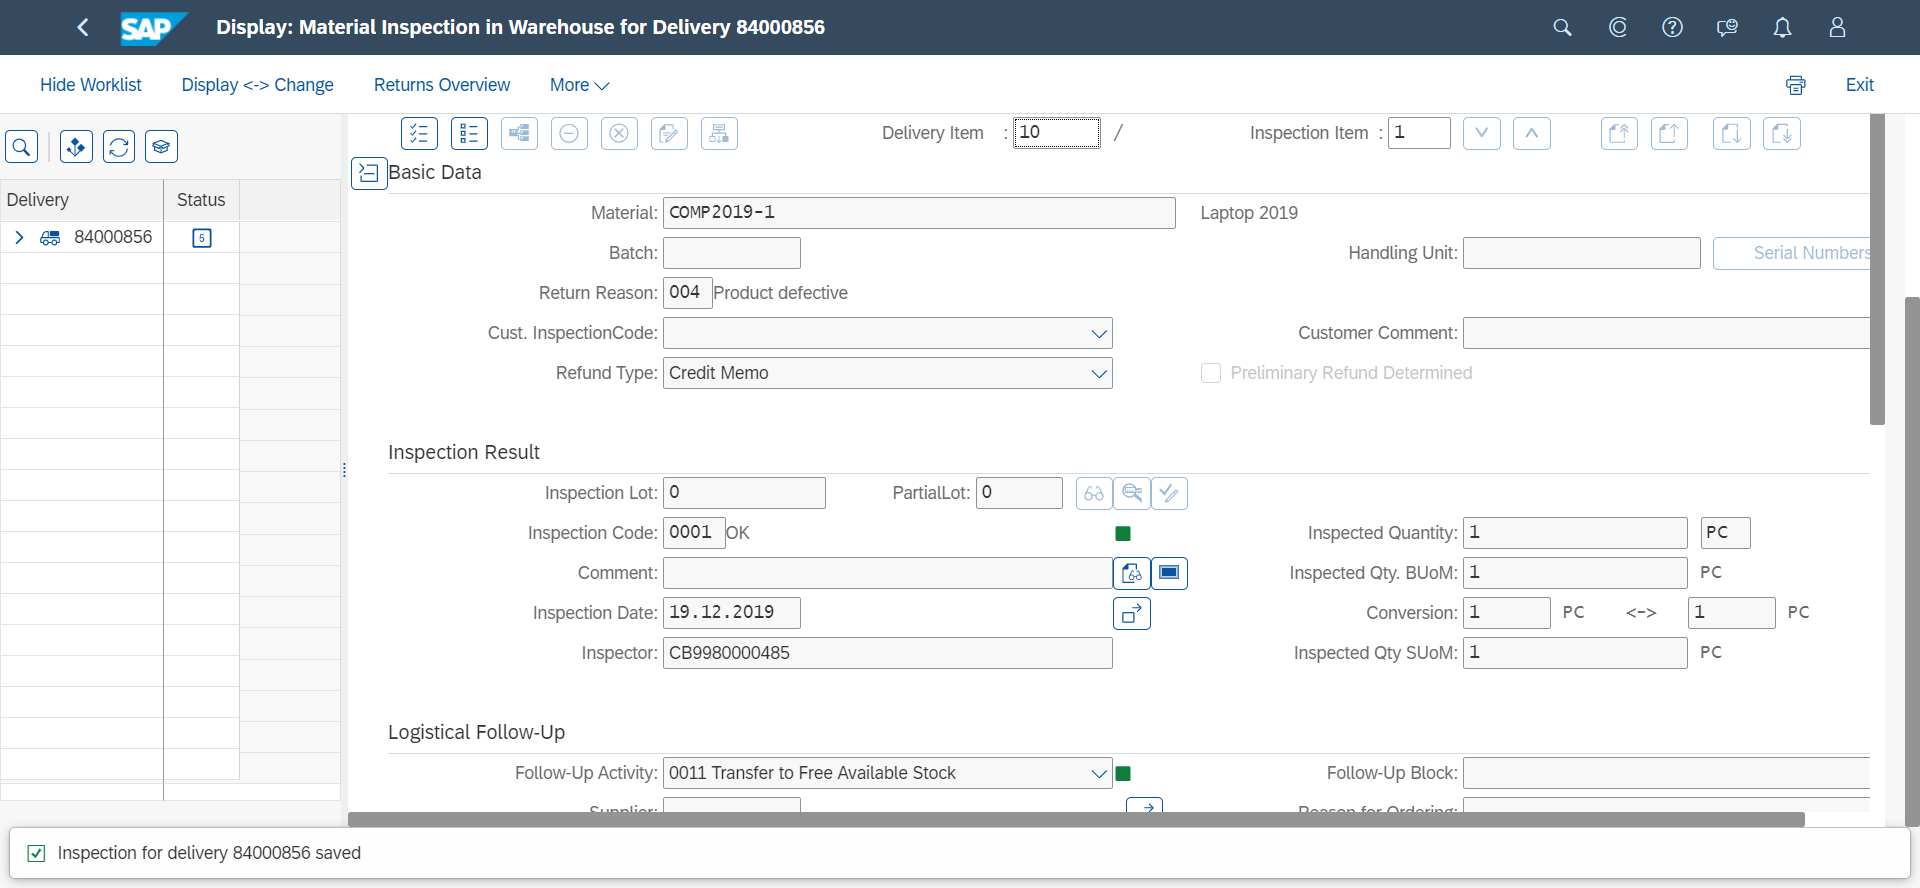 SAP Display: Material Inspection in Warehouse for Delivery 84000856
Hide Worklist Display <-> Change Returns Overview More Exit
Delivery Item : 10 / Inspection Item : 1
Basic Data
Delivery Status
84000856 5
Material: COMP2019-1 Laptop 2019
Batch: Handling Unit: Serial Numbers
Return Reason: 004 Product defective
Cust. InspectionCode: Customer Comment:
Refund Type: Credit Memo Preliminary Refund Determined
Inspection Result
Inspection Lot: 0 PartialLot: 0
Inspection Code: 0001 OK Inspected Quantity: 1 PC
Comment: Inspected Qty. BUoM: 1 PC
Inspection Date: 19.12.2019 Conversion: 1 PC <-> 1 PC
Inspector: CB9980000485 Inspected Qty SUoM: 1 PC
Logistical Follow-Up
Follow-Up Activity: 0011 Transfer to Free Available Stock Follow-Up Block:
Supplier: Reason for Ordering:
Inspection for delivery 84000856 saved